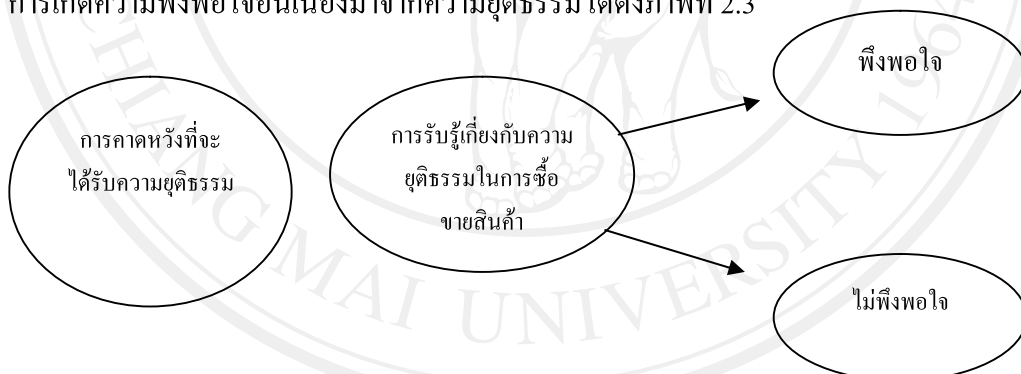 การเกิดความพึงพอใจอันเนื่องมาจากความยุติธรรม ได้ดังภาพที่ 2.3
พึงพอใจ
การคาดหวังที่จะ
ได้รับความยุติธรรม
การรับรู้เกี่ยงกับความ
ยุติธรรมในการซื้อ
ขายสินค้า
ไม่พึงพอใจ
CHIANG MAI UNIVERSITY 196